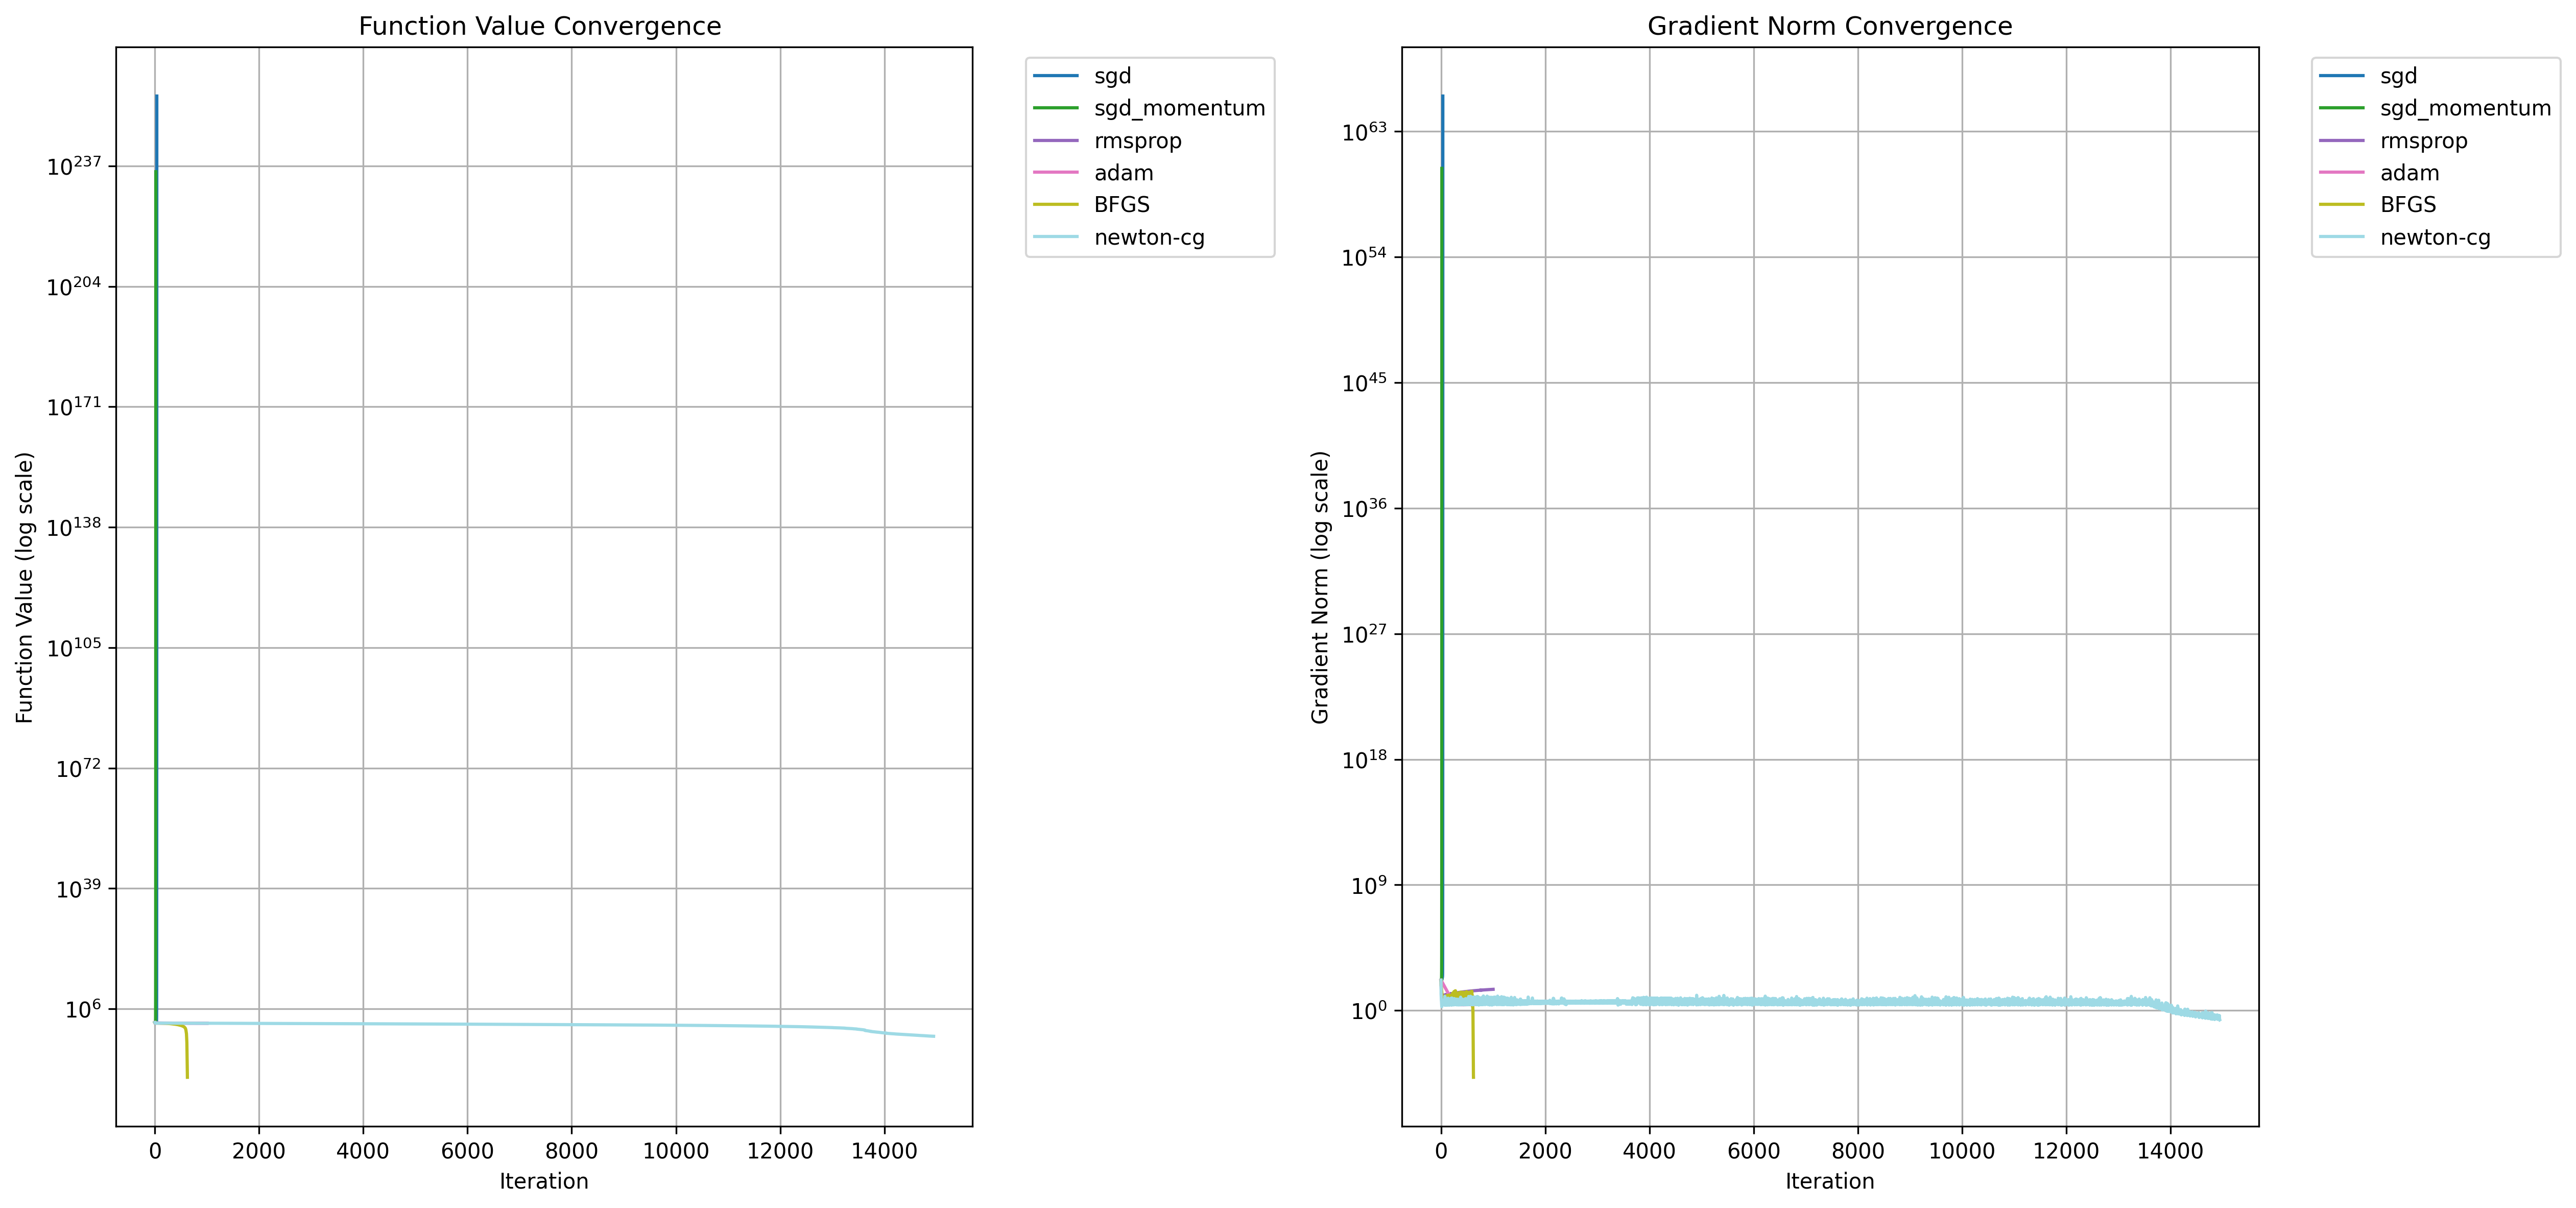 Function Value Convergence
Function Value (log scale)
10^237
10^204
10^171
10^138
10^105
10^72
10^39
10^6
0 2000 4000 6000 8000 10000 12000 14000
Iteration
sgd
sgd_momentum
rmsprop
adam
BFGS
newton-cg
Gradient Norm Convergence
Gradient Norm (log scale)
10^63
10^54
10^45
10^36
10^27
10^18
10^9
10^0
0 2000 4000 6000 8000 10000 12000 14000
Iteration
sgd
sgd_momentum
rmsprop
adam
BFGS
newton-cg